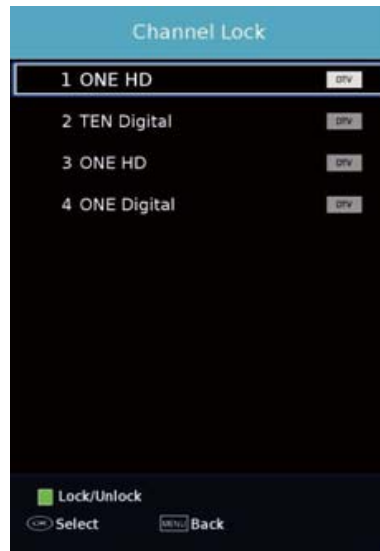 Channel Lock
1 ONE HD DTV
2 TEN Digital DTV
3 ONE HD DTV
4 ONE Digital DTV
Lock/Unlock
OK Select MENU Back